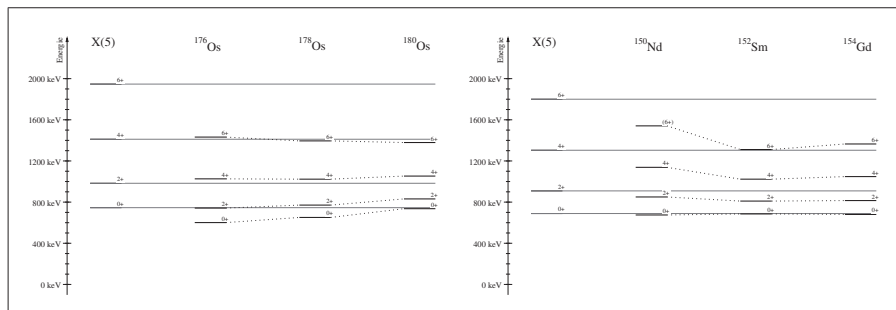 Energie
X(5)
176Os
178Os
180Os
2000 keV
1600 keV
1200 keV
800 keV
400 keV
0 keV
6+
4+
2+
0+
6+
4+
2+
0+
6+
4+
2+
0+
6+
4+
2+
0+
Energie
X(5)
150Nd
152Sm
154Gd
2000 keV
1600 keV
1200 keV
800 keV
400 keV
0 keV
6+
4+
2+
0+
(6+)
4+
2+
0+
6+
4+
2+
0+
6+
4+
2+
0+